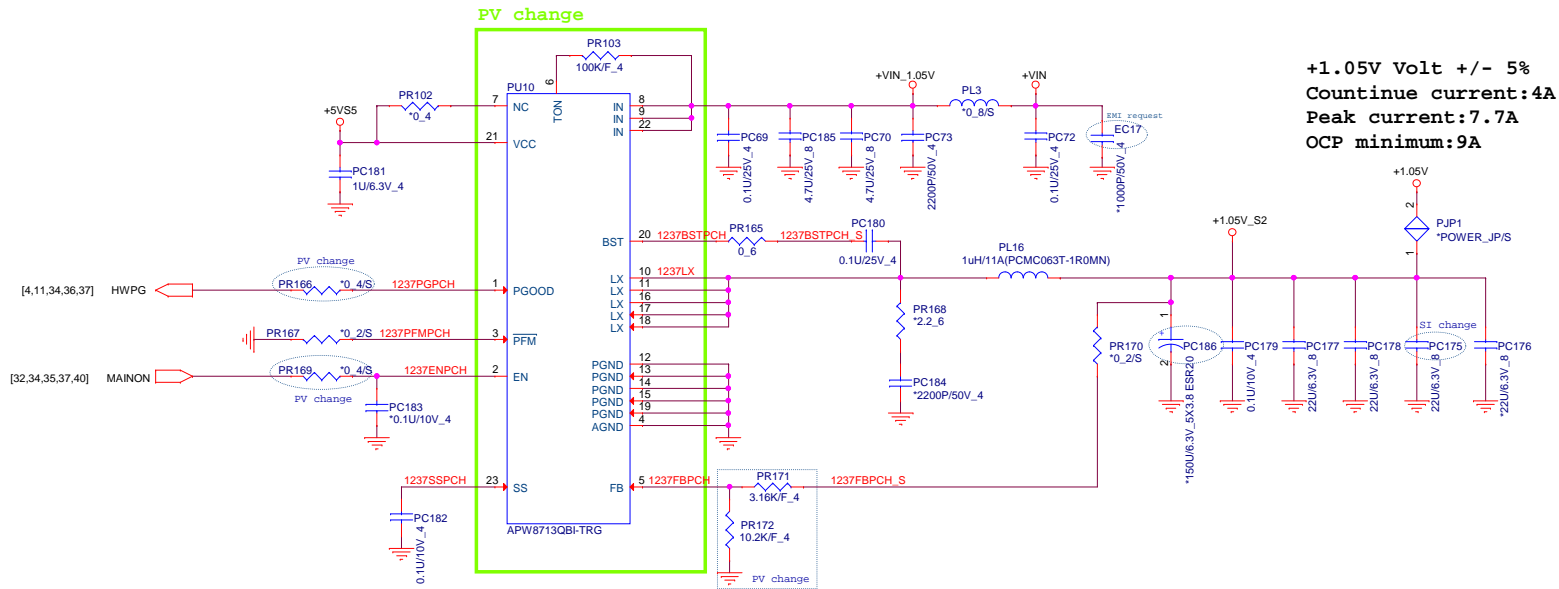 PV change
PR103
100K/F_4
6
PU10
TON
+5VS5
PR102
*0_4
7
NC
21
VCC
PC181
1U/6.3V_4
IN
8
IN
9
IN
22
+VIN_1.05V
PL3
*0_8/S
+VIN
EMI request
EC17
*1000P/50V_4
PC69
0.1U/25V_4
PC185
4.7U/25V_8
PC70
4.7U/25V_8
PC73
2200P/50V_4
PC72
0.1U/25V_4
+1.05V Volt +/- 5%
Countinue current:4A
Peak current:7.7A
OCP minimum:9A
+1.05V
2
PJP1
*POWER_JP/S
1
BST
20
1237BSTPCH
PR165
0_6
1237BSTPCH_S
PC180
0.1U/25V_4
+1.05V_S2
LX
10
1237LX
LX
11
LX
16
LX
17
LX
18
PL16
1uH/11A(PCMC063T-1R0MN)
PV change
[4,11,34,36,37]
HWPG
PR166
*0_4/S
1237PGPCH
1
PGOOD
PR167
*0_2/S
1237PFMPCH
3
PFM
[32,34,35,37,40]
MAINON
PR169
*0_4/S
1237ENPCH
2
EN
PV change
PC183
*0.1U/10V_4
PR168
*2.2_6
PC184
*2200P/50V_4
PGND
12
PGND
13
PGND
14
PGND
15
PGND
19
AGND
4
PR170
*0_2/S
1
+
PC186
2
*150U/6.3V_5X3.8 ESR20
PC179
0.1U/10V_4
PC177
22U/6.3V_8
PC178
22U/6.3V_8
SI change
PC175
22U/6.3V_8
PC176
*22U/6.3V_8
1237SSPCH
23
SS
PC182
0.1U/10V_4
FB
5
1237FBPCH
PR171
3.16K/F_4
1237FBPCH_S
PR172
10.2K/F_4
PV change
APW8713QBI-TRG